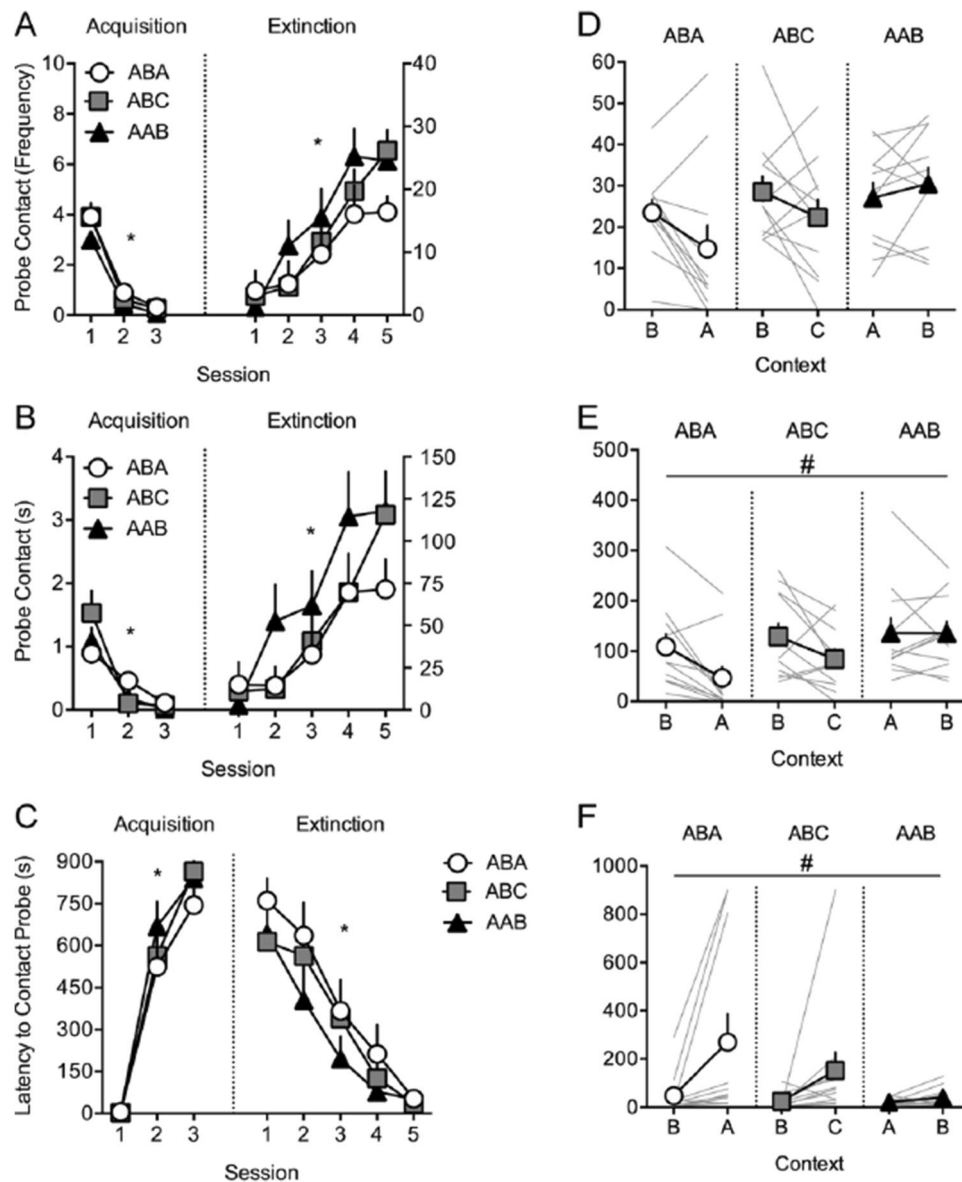 A
Acquisition Extinction
ABA
ABC
AAB
Probe Contact (Frequency)
10
8
6
4
2
0
40
30
20
10
0
*
*
1 2 3 1 2 3 4 5
Session
D
ABA ABC AAB
60
50
40
30
20
10
0
B A B C A B
Context
B
Acquisition Extinction
ABA
ABC
AAB
Probe Contact (s)
4
3
2
1
0
150
125
100
75
50
25
0
*
*
1 2 3 1 2 3 4 5
Session
E
ABA ABC AAB
#
500
400
300
200
100
0
B A B C A B
Context
C
Acquisition Extinction
ABA
ABC
AAB
Latency to Contact Probe (s)
900
750
600
450
300
150
0
*
*
1 2 3 1 2 3 4 5
Session
F
ABA ABC AAB
#
1000
800
600
400
200
0
B A B C A B
Context